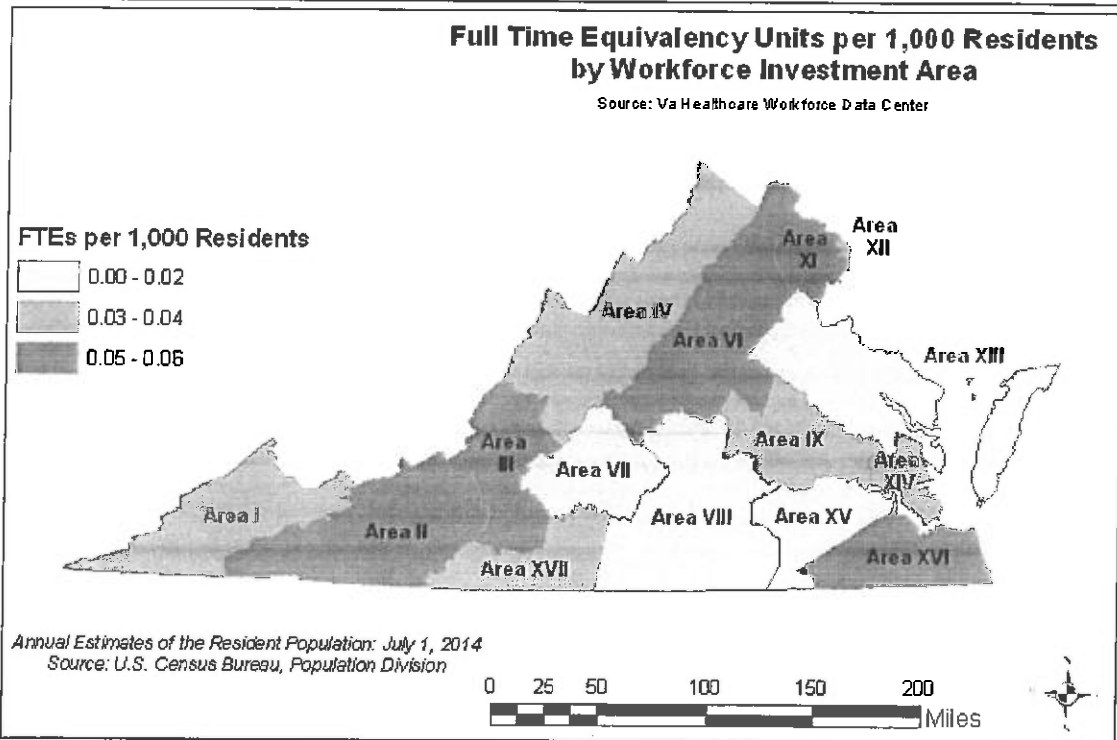 Full Time Equivalency Units per 1,000 Residents
by Workforce Investment Area
Source: Va Healthcare Workforce Data Center
FTEs per 1,000 Residents
0.00 - 0.02
0.03 - 0.04
0.05 - 0.06
Area
XII
Area
XI
Area IV
Area VI
Area XIII
Area
III
Area IX
Area VII
Area
XIV
Area I
Area VIII
Area XV
Area II
Area XVI
Area XVII
Annual Estimates of the Resident Population: July 1, 2014
Source: U.S. Census Bureau, Population Division
0 25 50 100 150 200
Miles